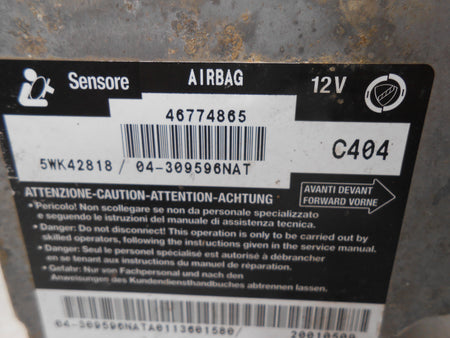 Sensore AIRBAG 12V
46774865
C404
5WK42818 / 04-309596NAT
ATTENZIONE-CAUTION-ATTENTION-ACHTUNG
AVANTI DEVANT
FORWARD VORNE
• Pericolo! Non scollegare se non da personale specializzato
e seguendo le istruzioni del manuale di assistenza tecnica.
• Danger: Do not disconnect! This operation is only to be carried out by
skilled operators, following the instructions given in the service manual.
• Danger: Seul le personnel spécialisé est autorisé à débrancher
en se tenant aux instructions du manuel de réparation.
• Gefahr: Nur von Fachpersonal und nach den
Anweisungen des Kundendiensthandbuches abtrennen lassen.
04-309596NATA0113601580/